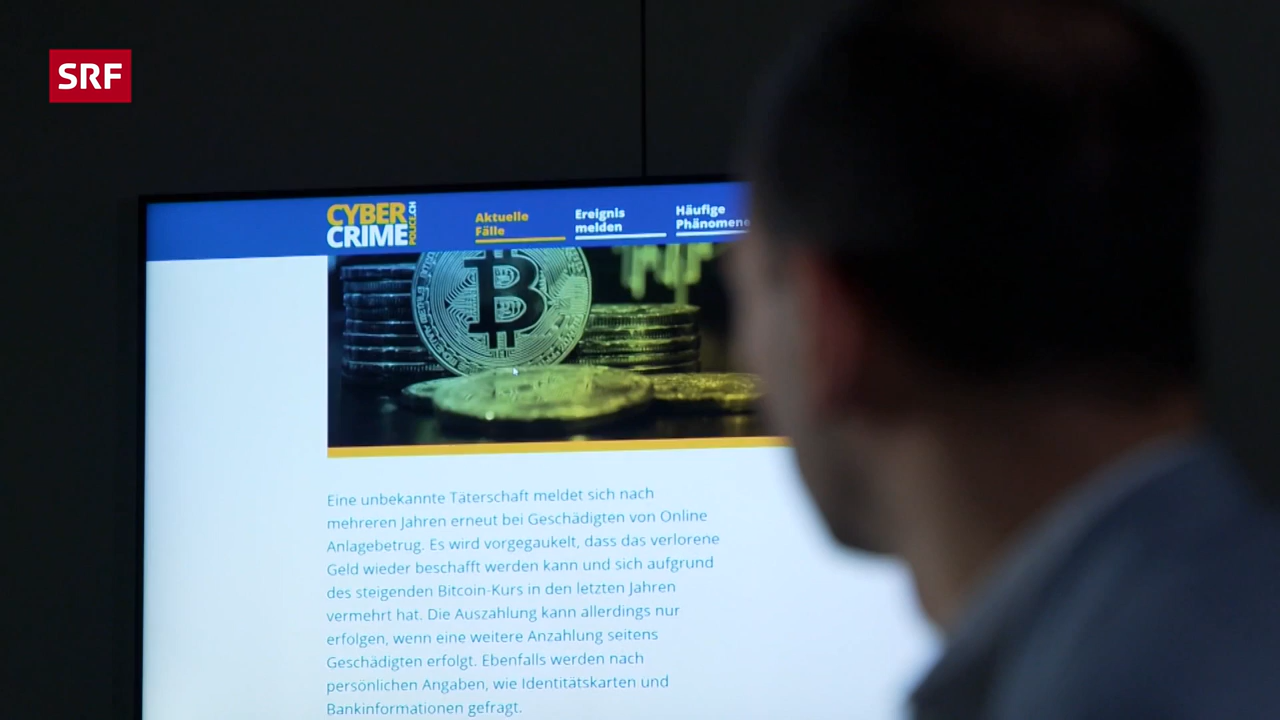 SRF
CYBER
CRIME
POLICE.CH
Aktuelle
Fälle
Ereignis
melden
Häufige
Phänomene
B
Eine unbekannte Täterschaft meldet sich nach
mehreren Jahren erneut bei Geschädigten von Online
Anlagebetrug. Es wird vorgegaukelt, dass das verlorene
Geld wieder beschafft werden kann und sich aufgrund
des steigenden Bitcoin-Kurs in den letzten Jahren
vermehrt hat. Die Auszahlung kann allerdings nur
erfolgen, wenn eine weitere Anzahlung seitens
Geschädigten erfolgt. Ebenfalls werden nach
persönlichen Angaben, wie Identitätskarten und
Bankinformationen gefragt.